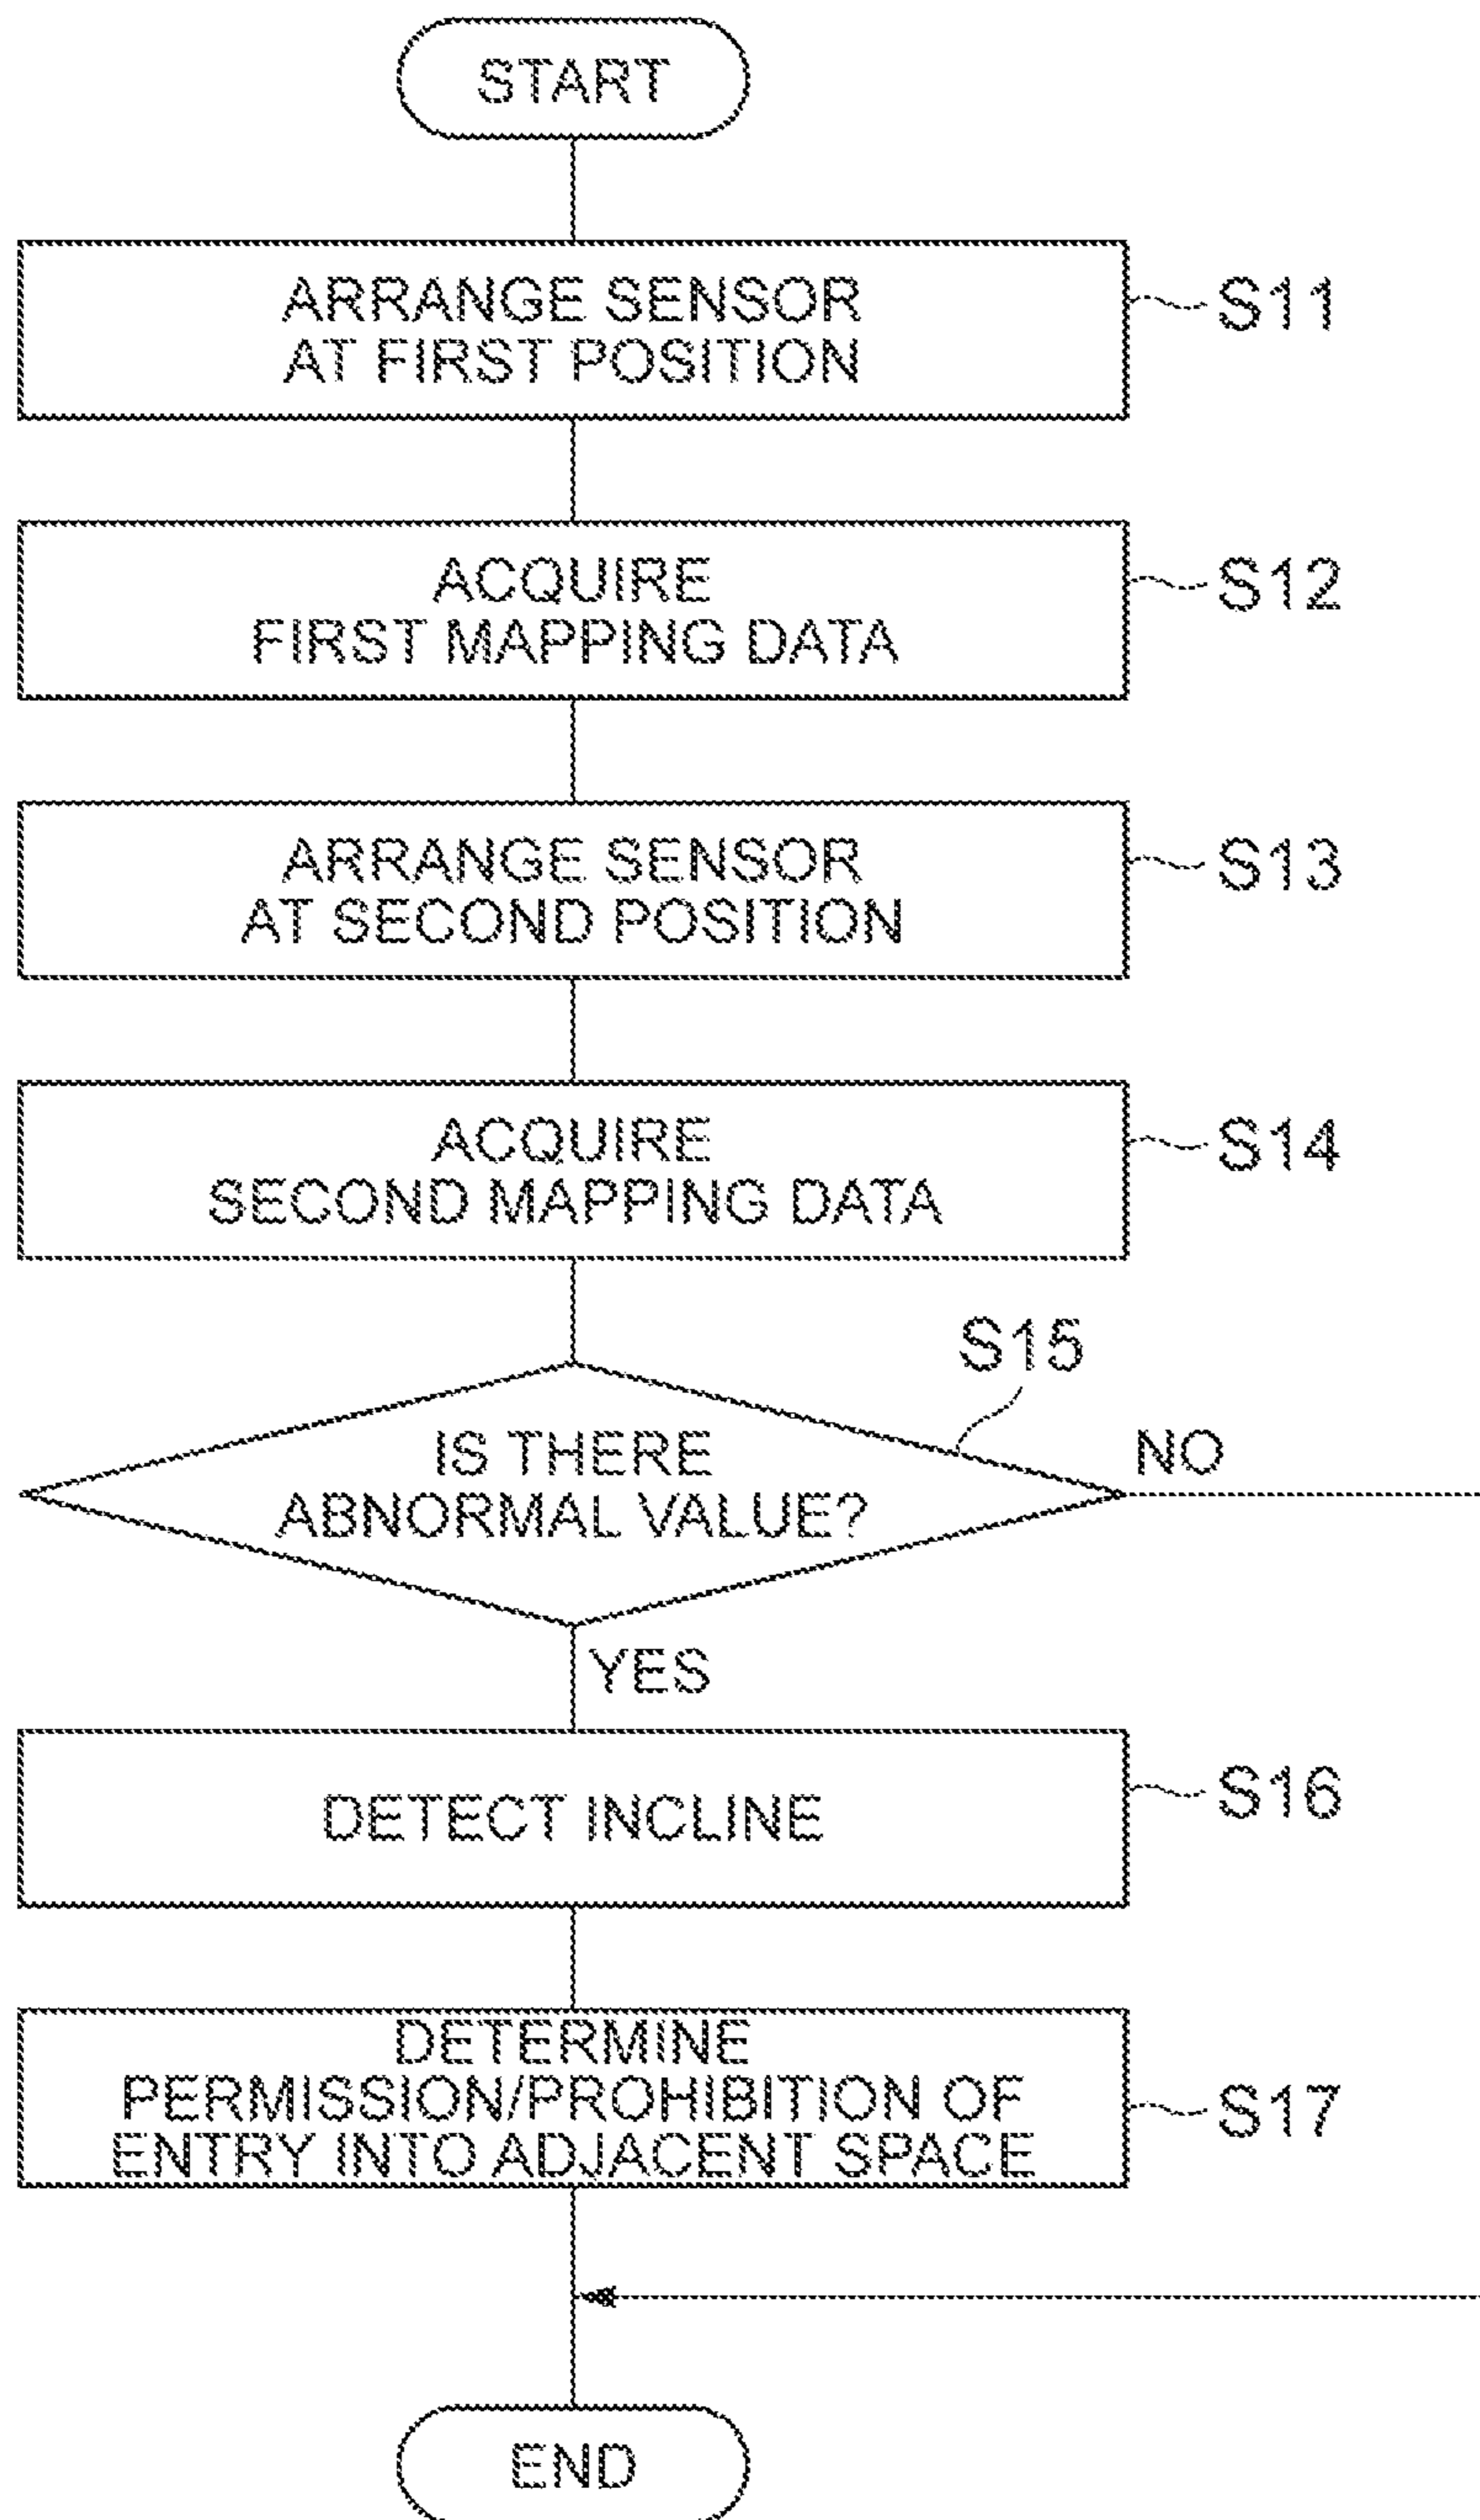 START
ARRANGE SENSOR
AT FIRST POSITION
S11
ACQUIRE
FIRST MAPPING DATA
S12
ARRANGE SENSOR
AT SECOND POSITION
S13
ACQUIRE
SECOND MAPPING DATA
S14
S15
IS THERE
ABNORMAL VALUE?
NO
YES
DETECT INCLINE
S16
DETERMINE
PERMISSION/PROHIBITION OF
ENTRY INTO ADJACENT SPACE
S17
END